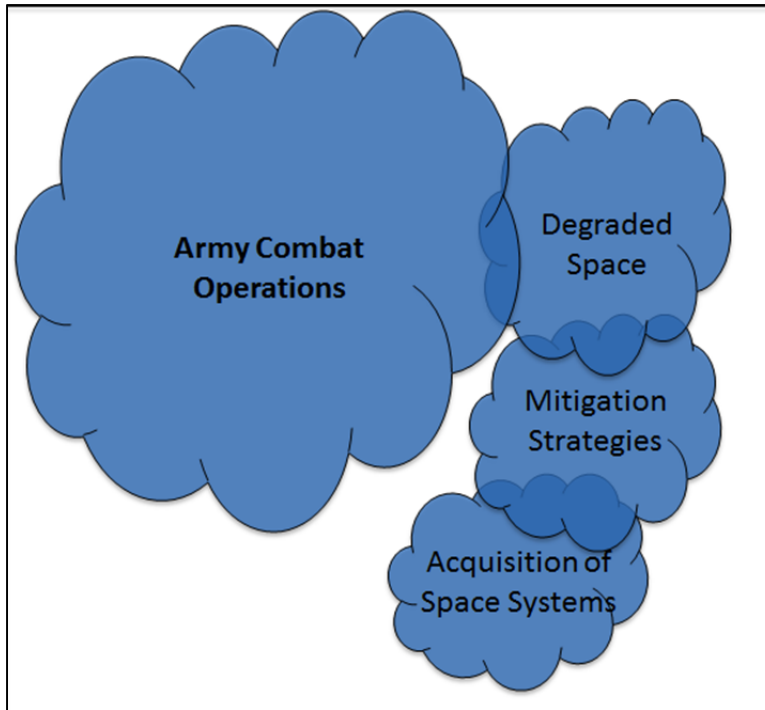 Army Combat
Operations
Degraded
Space
Mitigation
Strategies
Acquisition of
Space Systems